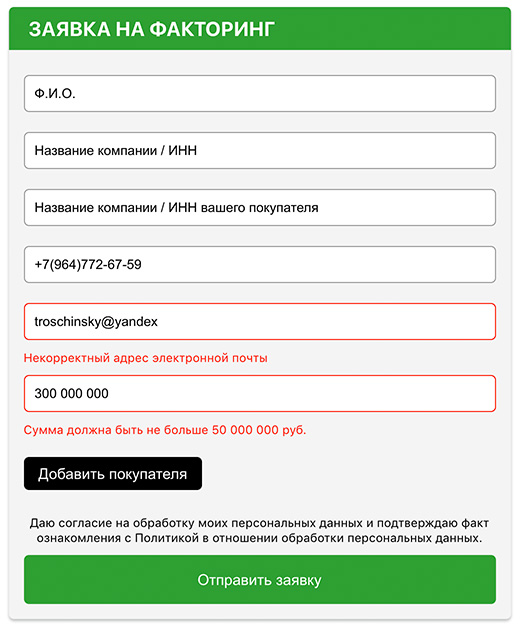 ЗАЯВКА НА ФАКТОРИНГ
Ф.И.О.
Название компании / ИНН
Название компании / ИНН вашего покупателя
+7(964)772-67-59
troschinsky@yandex
Некорректный адрес электронной почты
300 000 000
Сумма должна быть не больше 50 000 000 руб.
Добавить покупателя
Даю согласие на обработку моих персональных данных и подтверждаю факт
ознакомления с Политикой в отношении обработки персональных данных.
Отправить заявку